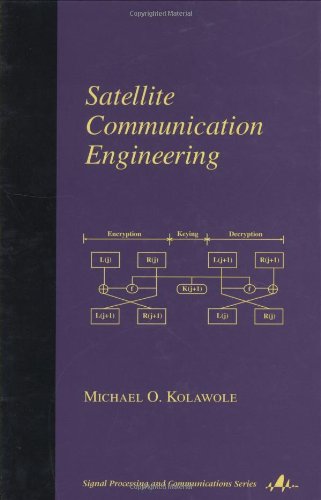 Satellite
Communication
Engineering
Encryption Keying Decryption
L(j) R(j) L(j+1) R(j+1)
f K(j+1) f
L(j+1) R(j+1) L(j) R(j)
MICHAEL O. KOLAWOLE
Signal Processing and Communications Series